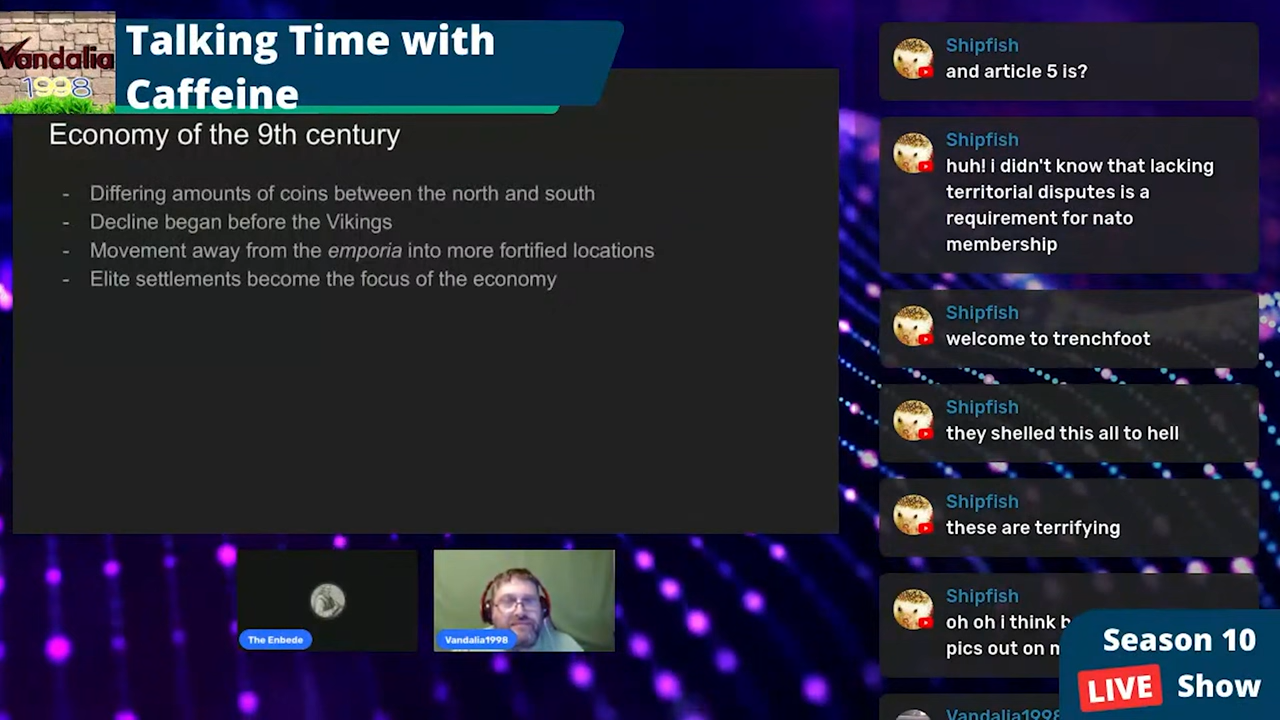 Vandalia
1998
Talking Time with
Caffeine
Economy of the 9th century
- Differing amounts of coins between the north and south
- Decline began before the Vikings
- Movement away from the emporia into more fortified locations
- Elite settlements become the focus of the economy
The Enbede
Vandalia1998
Shipfish
and article 5 is?
Shipfish
huh! i didn't know that lacking
territorial disputes is a
requirement for nato
membership
Shipfish
welcome to trenchfoot
Shipfish
they shelled this all to hell
Shipfish
these are terrifying
Shipfish
oh oh i think
pics out on
Vandalia1998
Season 10
LIVE Show